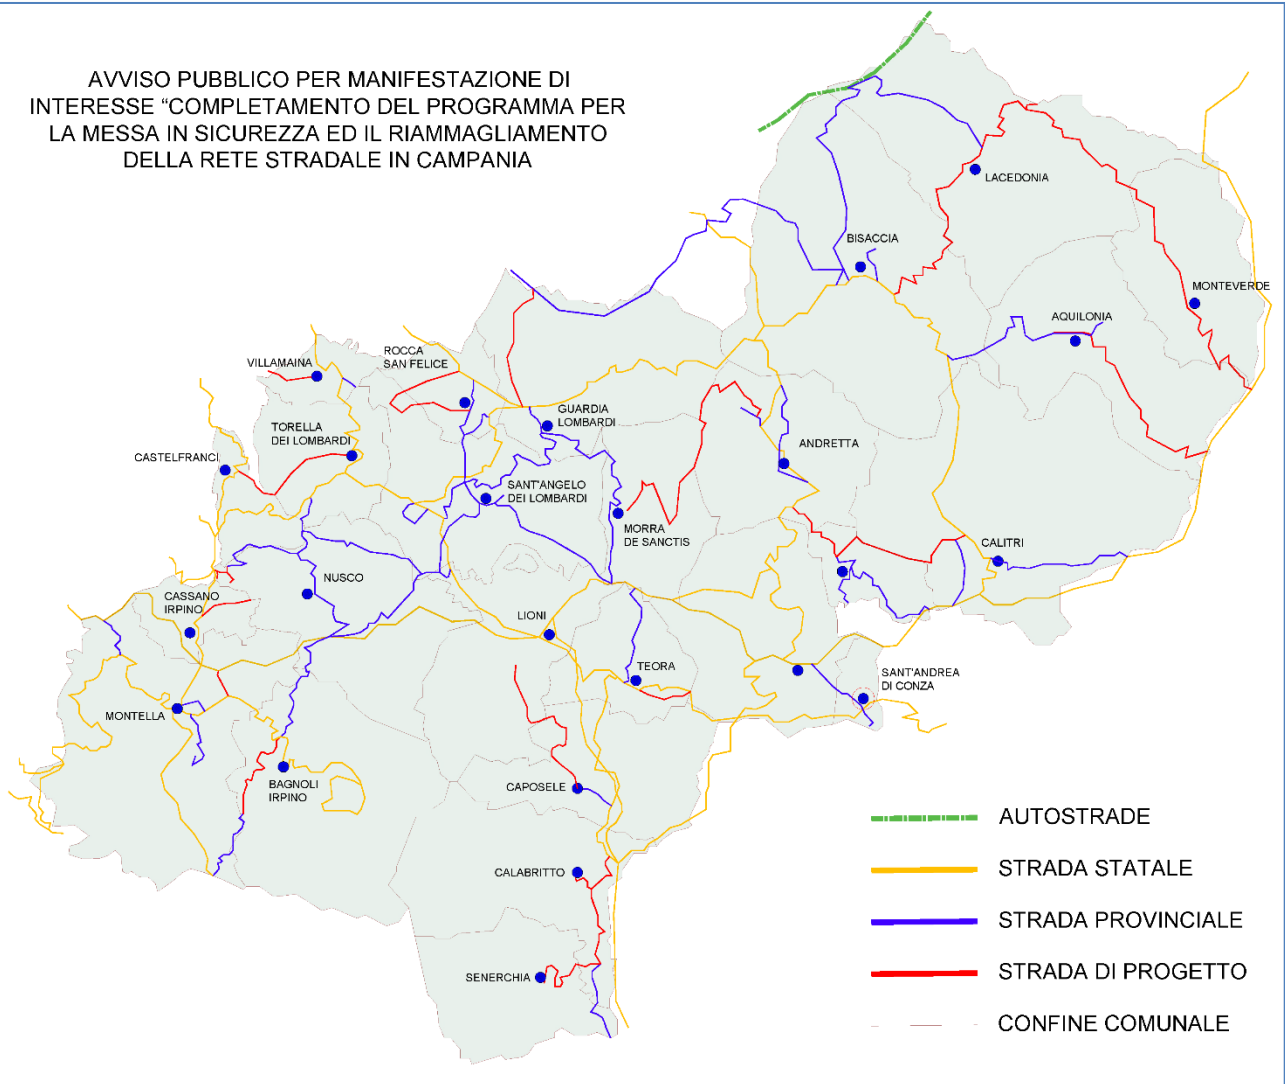 AVVISO PUBBLICO PER MANIFESTAZIONE DI
INTERESSE “COMPLETAMENTO DEL PROGRAMMA PER
LA MESSA IN SICUREZZA ED IL RIAMMAGLIAMENTO
DELLA RETE STRADALE IN CAMPANIA
LACEDONIA
BISACCIA
MONTEVERDE
AQUILONIA
ROCCA
SAN FELICE
VILLAMAINA
GUARDIA
LOMBARDI
TORELLA
DEI LOMBARDI
ANDRETTA
CASTELFRANCI
SANT'ANGELO
DEI LOMBARDI
MORRA
DE SANCTIS
CALITRI
NUSCO
CASSANO
IRPINO
LIONI
TEORA
SANT'ANDREA
DI CONZA
MONTELLA
BAGNOLI
IRPINO
CAPOSELE
CALABRITTO
SENERCHIA
AUTOSTRADE
STRADA STATALE
STRADA PROVINCIALE
STRADA DI PROGETTO
CONFINE COMUNALE